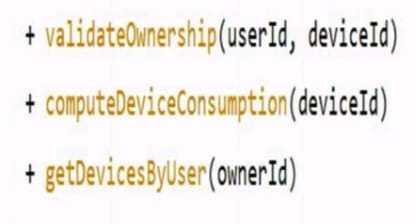 + validateOwnership(userId, deviceId)
+ computeDeviceConsumption(deviceId)
+ getDevicesByUser(ownerId)